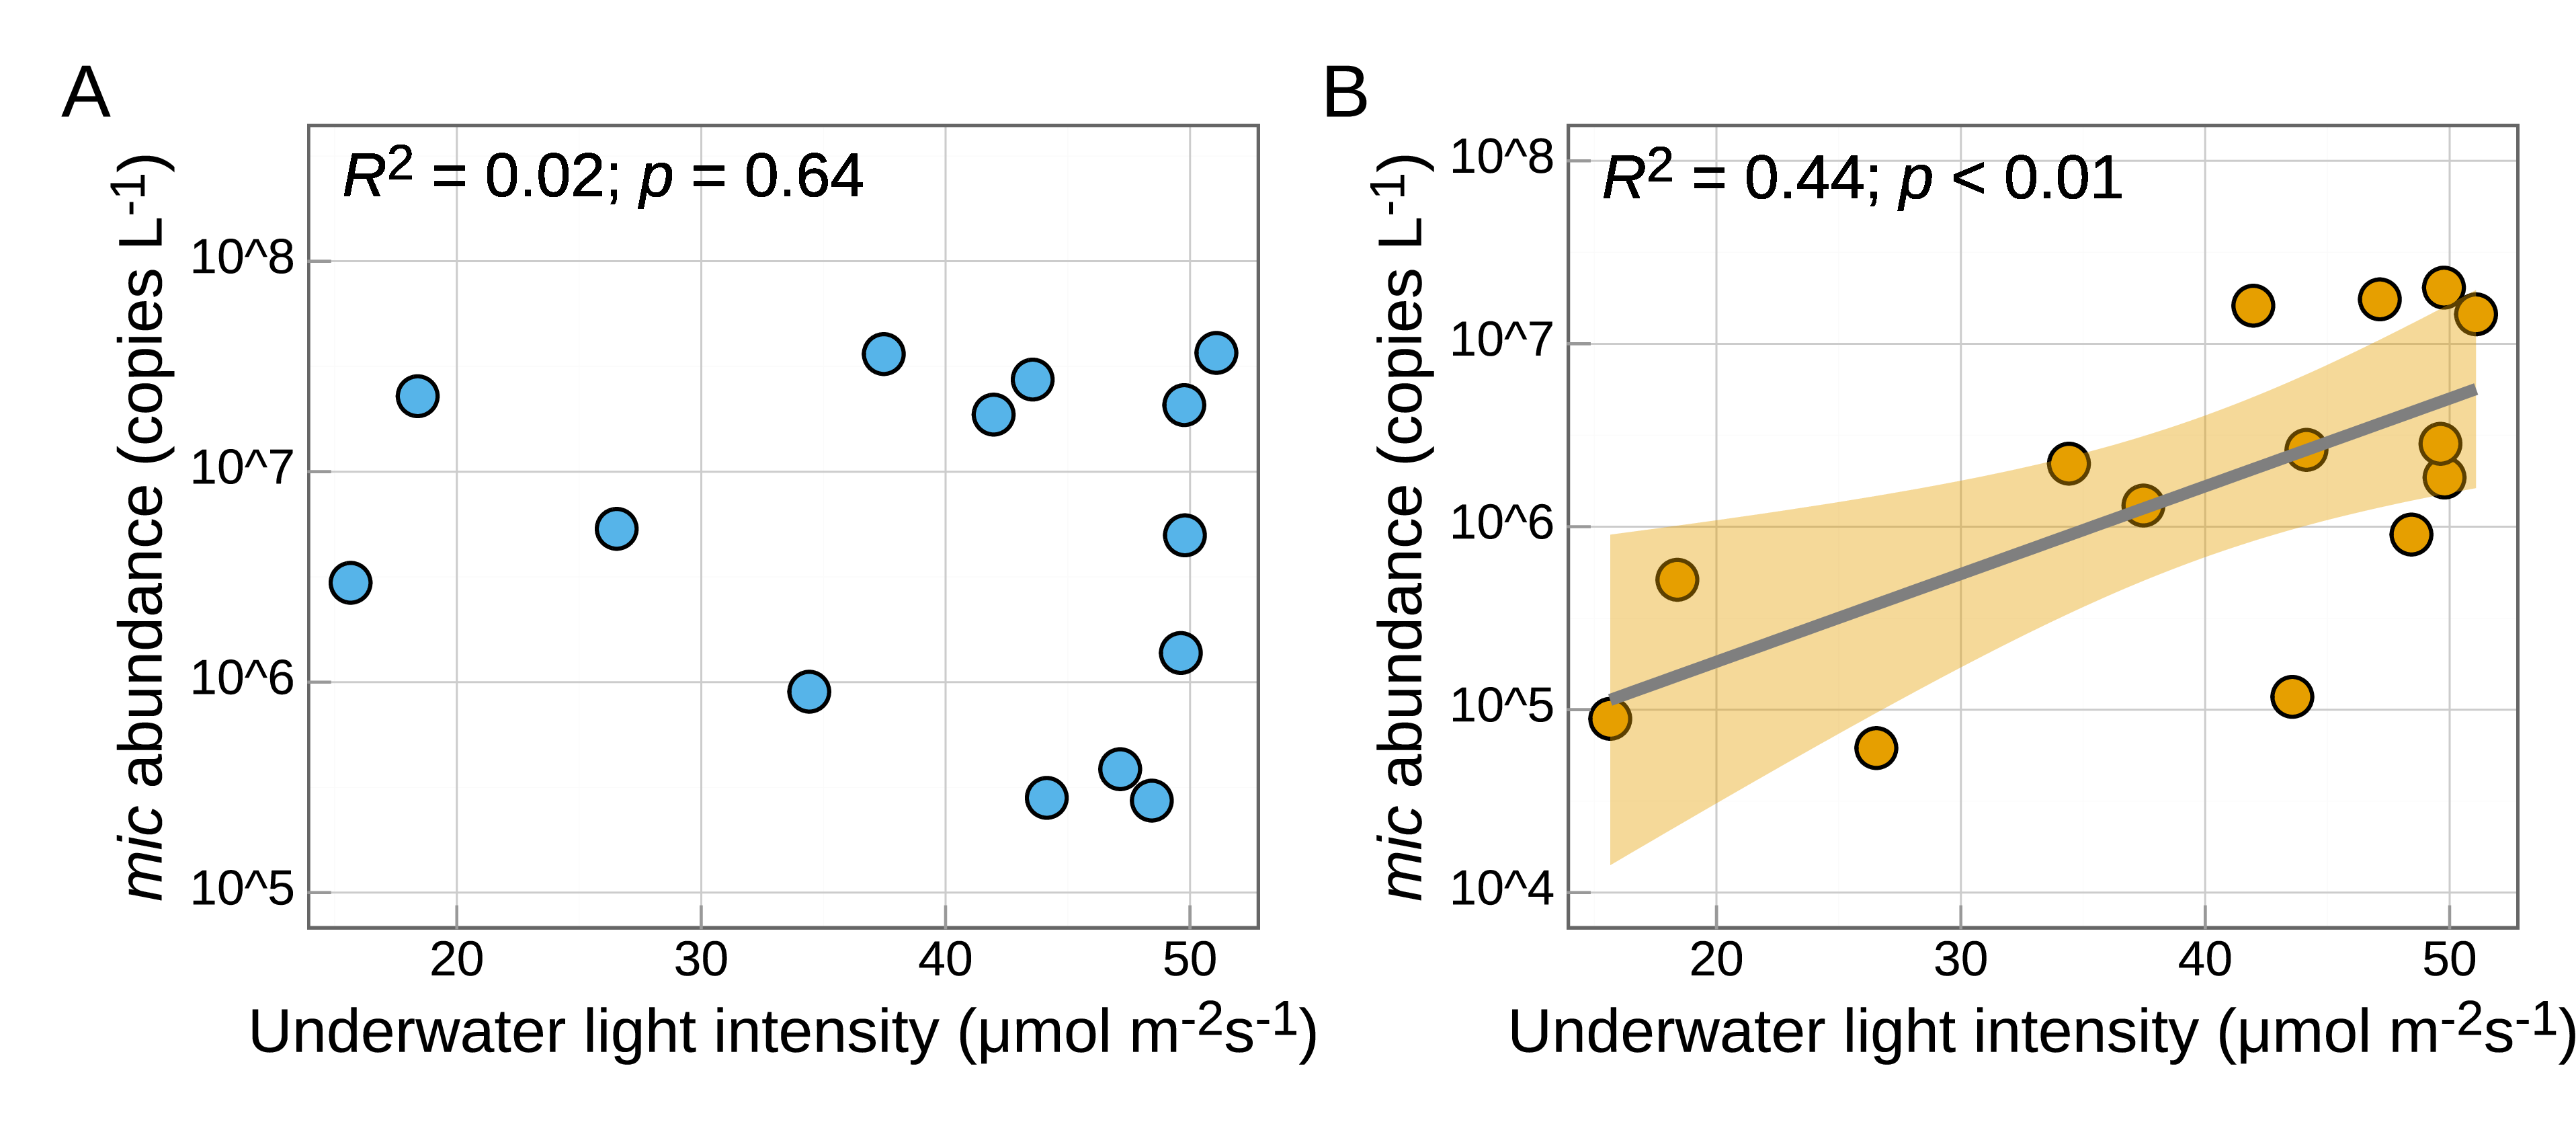 A
R2 = 0.02; p = 0.64
mic abundance (copies L-1)
10^8
10^7
10^6
10^5
20 30 40 50
Underwater light intensity (μmol m-2s-1)
B
R2 = 0.44; p < 0.01
mic abundance (copies L-1)
10^8
10^7
10^6
10^5
10^4
20 30 40 50
Underwater light intensity (μmol m-2s-1)